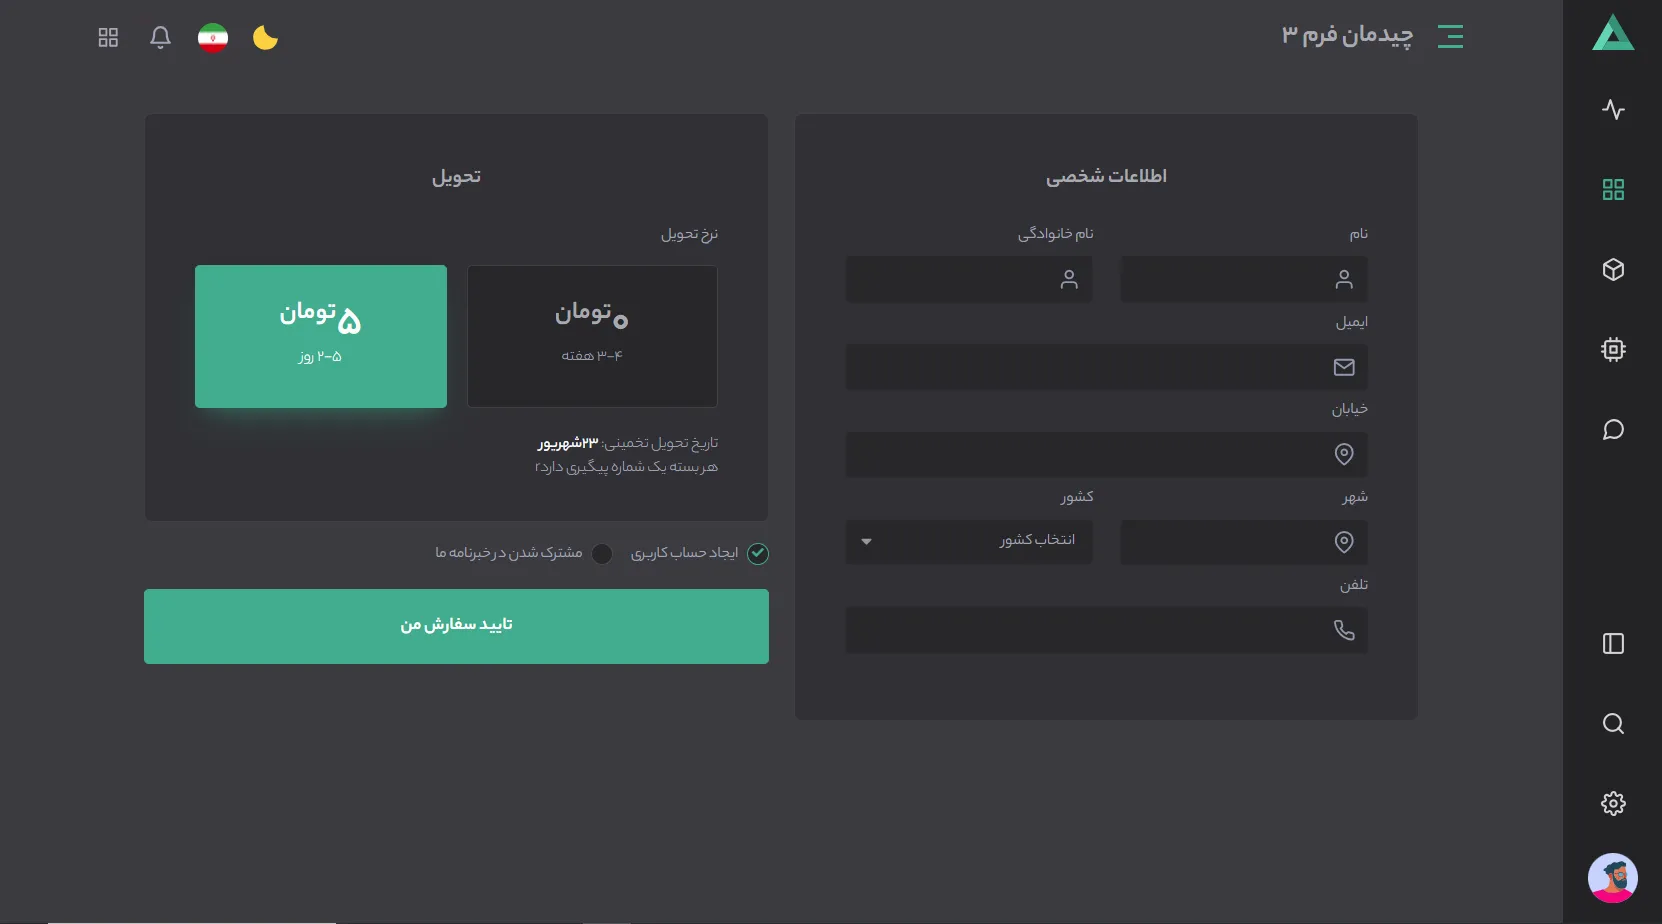 چیدمان فرم ۳
اطلاعات شخصی
نام
نام خانوادگی
ایمیل
خیابان
شهر
کشور
انتخاب کشور
تلفن
تحویل
نرخ تحویل
۰تومان
۳-۴ هفته
۵تومان
۲-۵ روز
تاریخ تحویل تخمینی: ۲۳شهریور
هر بسته یک شماره پیگیری دارد۲
ایجاد حساب کاربری
مشترک شدن در خبرنامه ما
تایید سفارش من